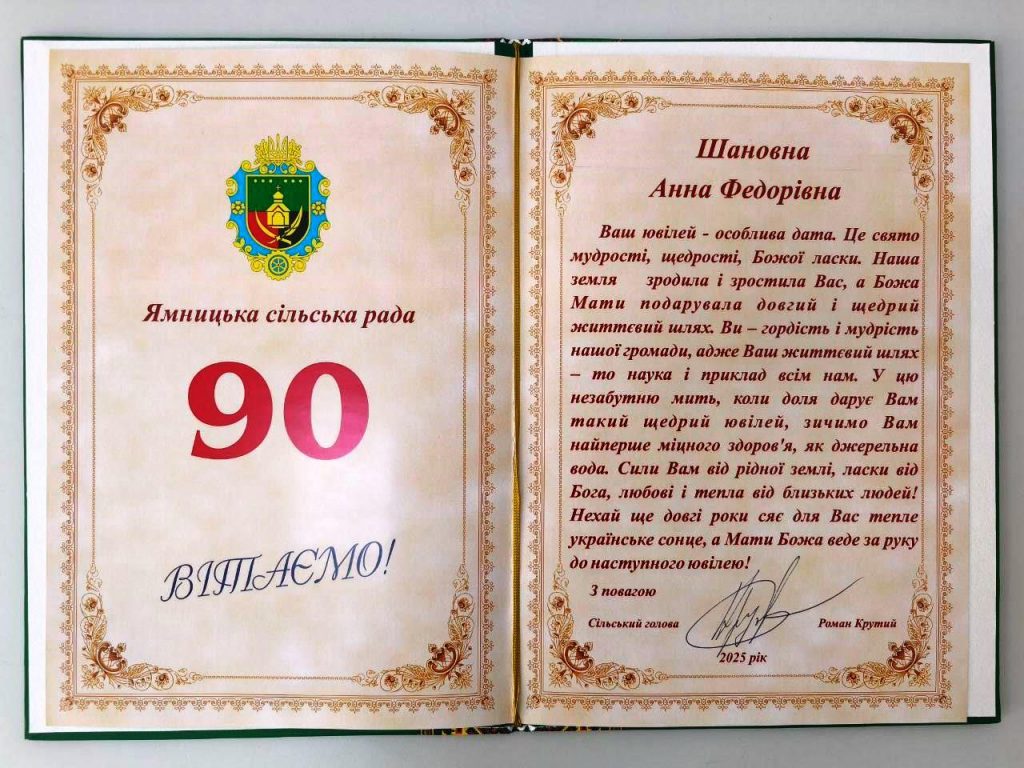 Ямницька сільська рада
90
ВІТАЄМО!
Шановна
Анна Федорівна
Ваш ювілей - особлива дата. Це свято
мудрості, щедрості, Божої ласки. Наша
земля зродила і зростила Вас, а Божа
Мати подарувала довгий і щедрий
життєвий шлях. Ви – гордість і мудрість
нашої громади, адже Ваш життєвий шлях
– то наука і приклад всім нам. У цю
незабутню мить, коли доля дарує Вам
такий щедрий ювілей, зичимо Вам
найперше міцного здоров'я, як джерельна
вода. Сили Вам від рідної землі, ласки від
Бога, любові і тепла від близьких людей!
Нехай ще довгі роки сяє для Вас тепле
українське сонце, а Мати Божа веде за руку
до наступного ювілею!
З повагою
Сільський голова Роман Крутий
2025 рік